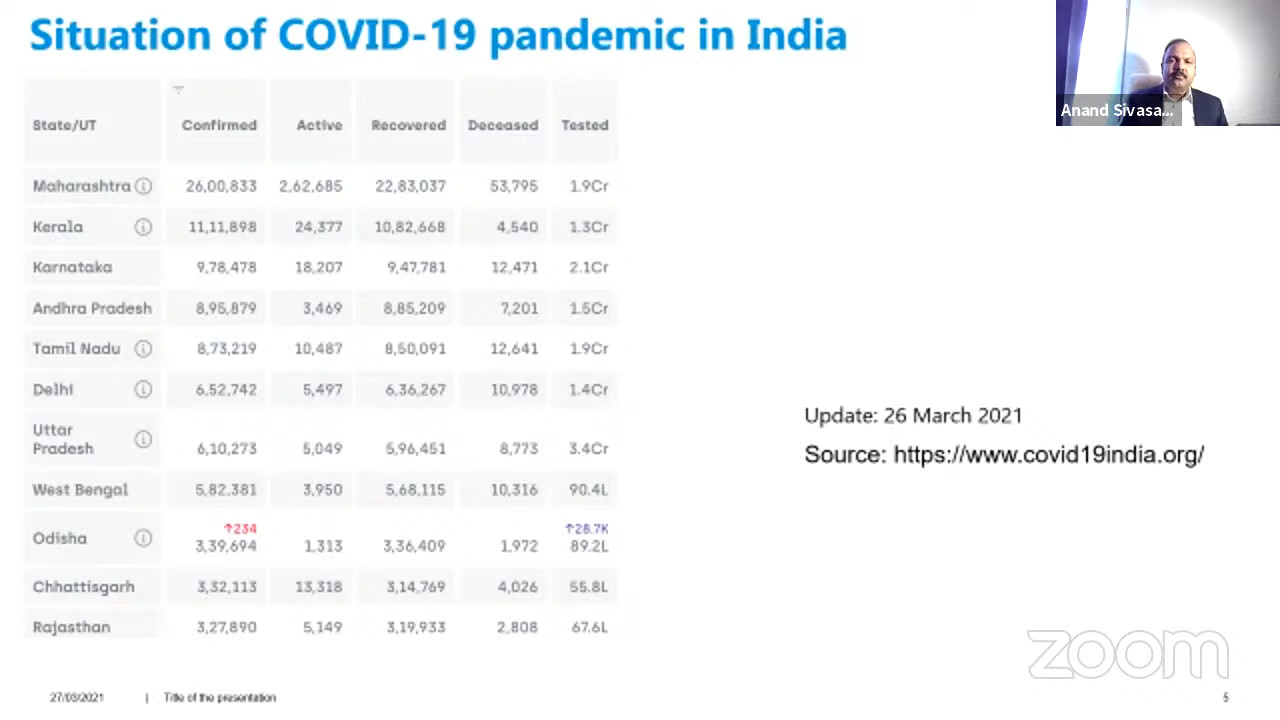 Situation of COVID-19 pandemic in India
Anand Sivasa...
State/UT Confirmed Active Recovered Deceased Tested
Maharashtra 26,00,833 2,62,685 22,83,037 53,795 1.9Cr
Kerala 11,11,898 24,377 10,82,668 4,540 1.3Cr
Karnataka 9,78,478 18,207 9,47,781 12,471 2.1Cr
Andhra Pradesh 8,95,879 3,469 8,85,209 7,201 1.5Cr
Tamil Nadu 8,73,219 10,487 8,50,091 12,641 1.9Cr
Delhi 6,52,742 5,497 6,36,267 10,978 1.4Cr
Uttar
Pradesh 6,10,273 5,049 5,96,451 8,773 3.4Cr
West Bengal 5,82,381 3,950 5,68,115 10,316 90.4L
↑234 ↑28.7K
Odisha 3,39,694 1,313 3,36,409 1,972 89.2L
Chhattisgarh 3,32,113 13,318 3,14,769 4,026 55.8L
Rajasthan 3,27,890 5,149 3,19,933 2,808 67.6L
Update: 26 March 2021
Source: https://www.covid19india.org/
zoom
27/03/2021 | Title of the presentation 5